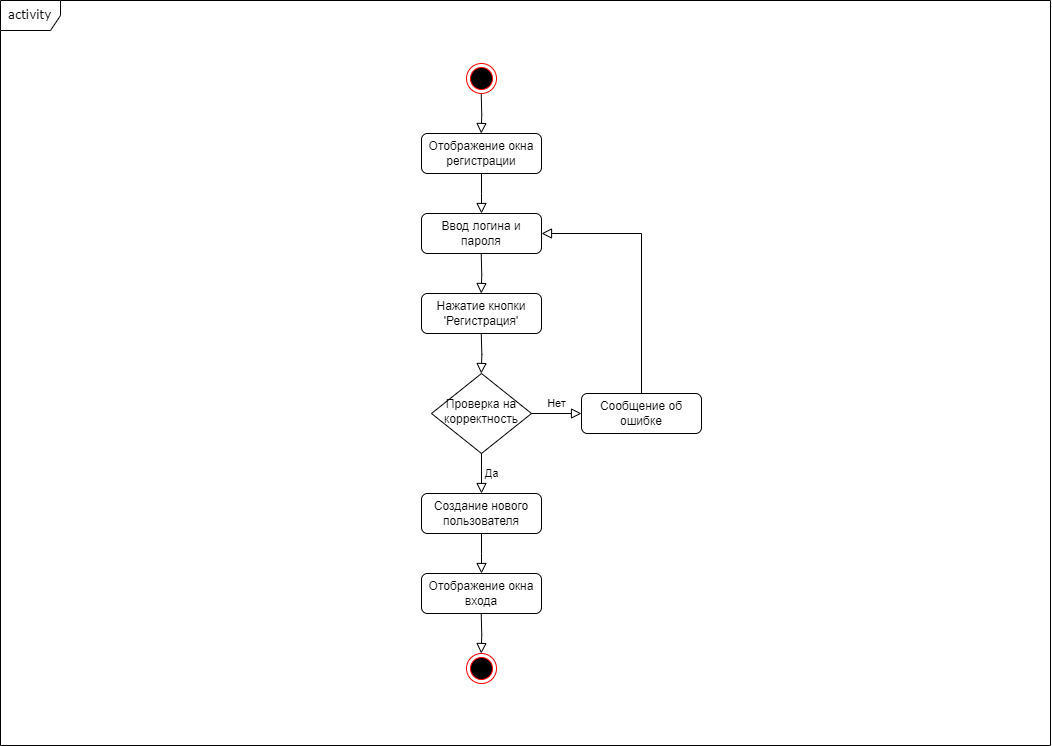 activity
Отображение окна
регистрации
Ввод логина и
пароля
Нажатие кнопки
'Регистрация'
Проверка на
корректность
Нет
Сообщение об
ошибке
Да
Создание нового
пользователя
Отображение окна
входа